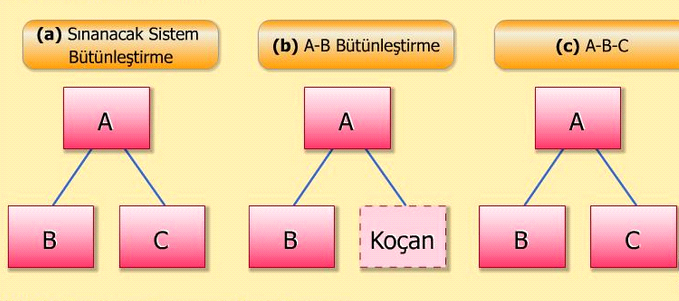 (a) Sınanacak Sistem
Bütünleştirme
(b) A-B Bütünleştirme
(c) A-B-C
A
A
A
B
C
B
Koçan
B
C